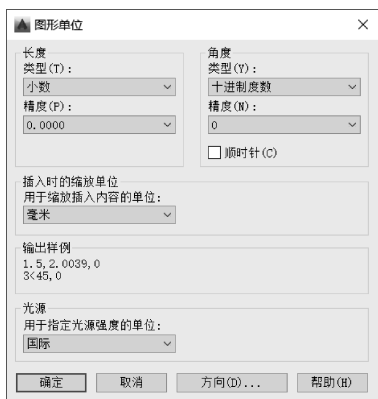 图形单位
长度
类型(T):
小数
精度(P):
0.0000
角度
类型(Y):
十进制度数
精度(N):
0
顺时针(C)
插入时的缩放单位
用于缩放插入内容的单位:
毫米
输出样例
1.5,2.0039,0
3<45,0
光源
用于指定光源强度的单位:
国际
确定 取消 方向(D)... 帮助(H)